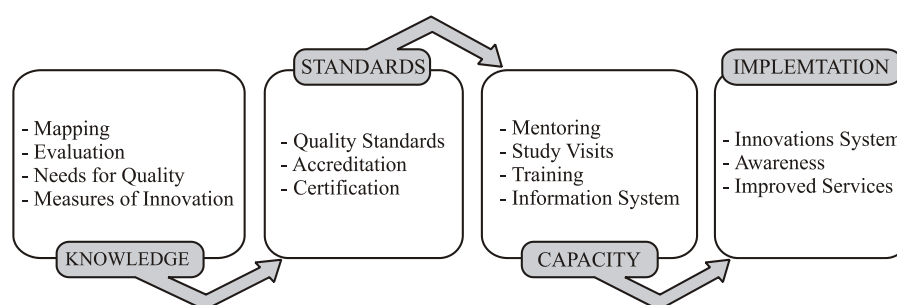 - Mapping
- Evaluation
- Needs for Quality
- Measures of Innovation
KNOWLEDGE
STANDARDS
- Quality Standards
- Accreditation
- Certification
- Mentoring
- Study Visits
- Training
- Information System
CAPACITY
IMPLEMTATION
- Innovations System
- Awareness
- Improved Services